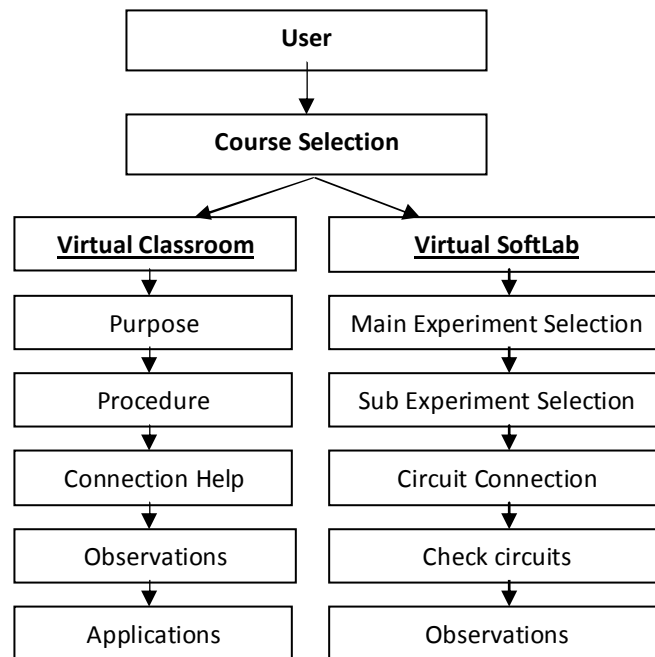 User
Course Selection
Virtual Classroom
Purpose
Procedure
Connection Help
Observations
Applications
Virtual SoftLab
Main Experiment Selection
Sub Experiment Selection
Circuit Connection
Check circuits
Observations